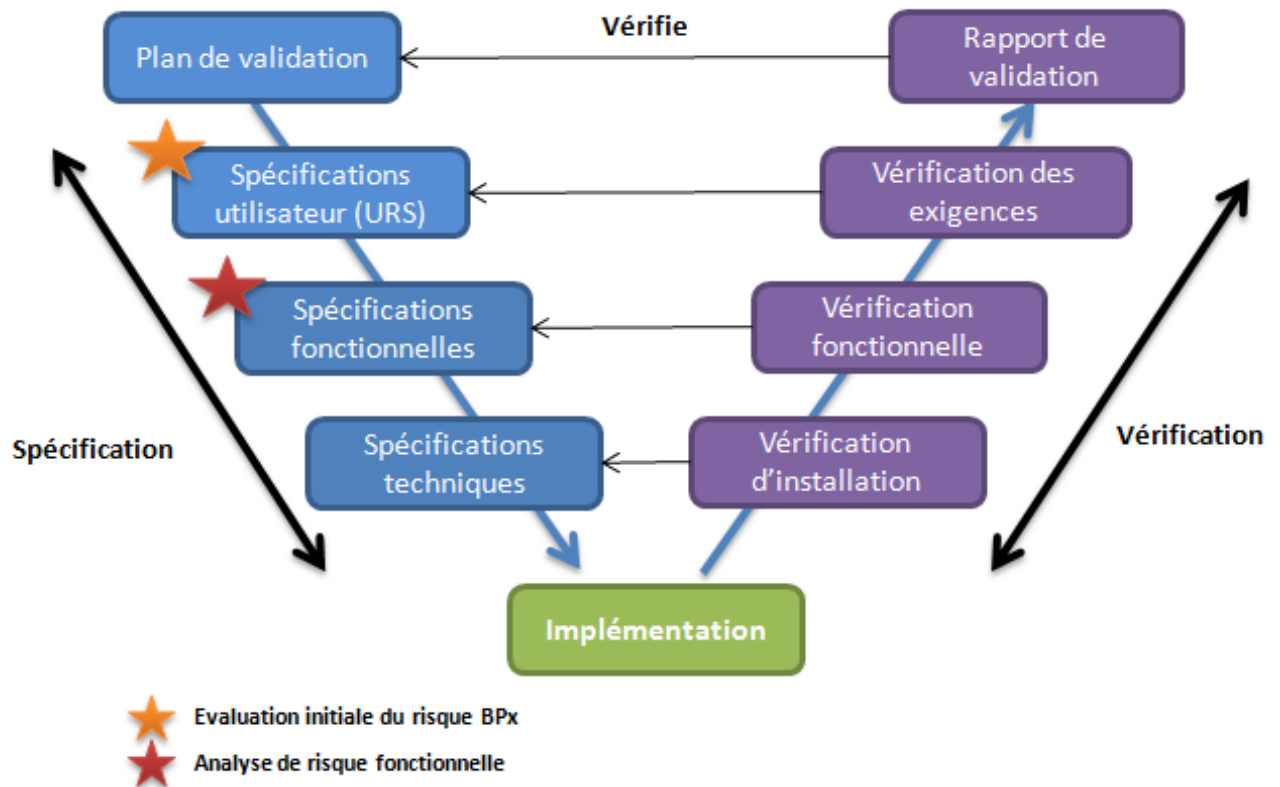 Plan de validation
Vérifie
Rapport de
validation
Spécifications
utilisateur (URS)
Vérification des
exigences
Spécifications
fonctionnelles
Vérification
fonctionnelle
Spécification
Spécifications
techniques
Vérification
d'installation
Vérification
Implémentation
Evaluation initiale du risque BPx
Analyse de risque fonctionnelle